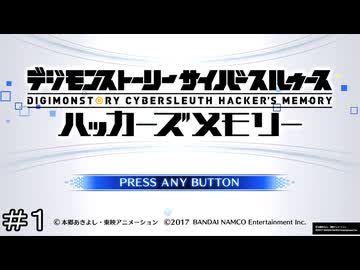 デジモンストーリー サイバースルゥース
DIGIMONSTORY CYBERSLEUTH HACKER'S MEMORY
ハッカーズメモリー
PRESS ANY BUTTON
#1
©本郷あきよし・東映アニメーション ©2017 BANDAI NAMCO Entertainment Inc.